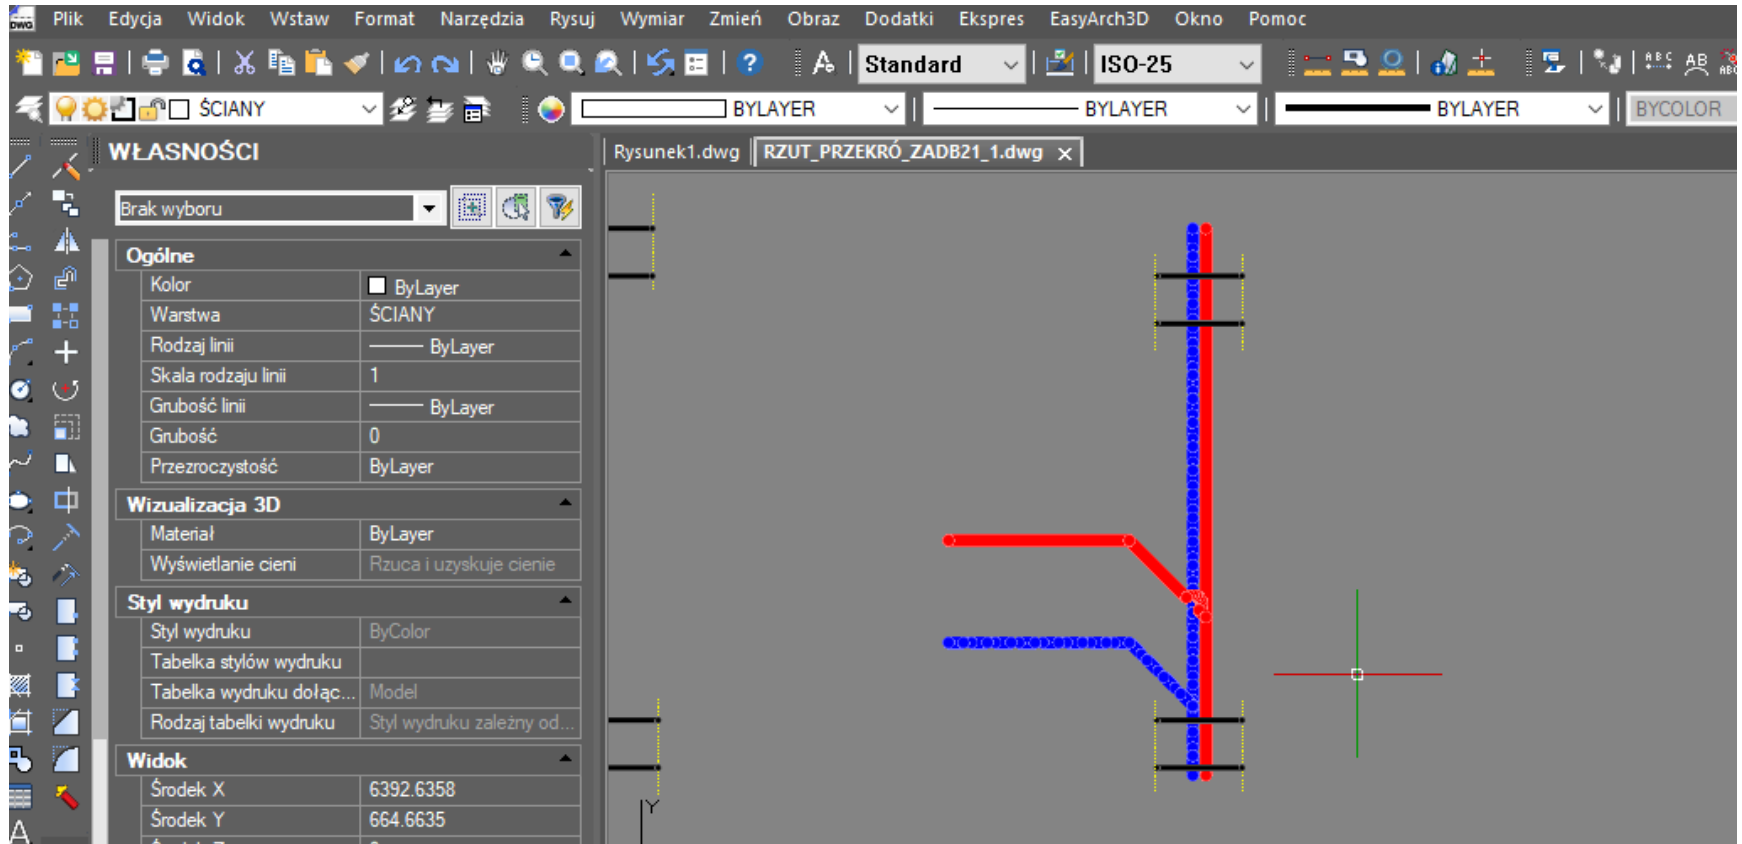 DWG Plik Edycja Widok Wstaw Format Narzędzia Rysuj Wymiar Zmień Obraz Dodatki Ekspres EasyArch3D Okno Pomoc
Standard ISO-25 ABC AB ABC
ŚCIANY BYLAYER BYLAYER BYLAYER BYCOLOR
WŁASNOŚCI
Rysunek1.dwg RZUT_PRZEKRÓ_ZADB21_1.dwg
Brak wyboru
Ogólne
Kolor ByLayer
Warstwa ŚCIANY
Rodzaj linii ByLayer
Skala rodzaju linii 1
Grubość linii ByLayer
Grubość 0
Przezroczystość ByLayer
Wizualizacja 3D
Materiał ByLayer
Wyświetlanie cieni Rzuca i uzyskuje cienie
Styl wydruku
Styl wydruku ByColor
Tabelka stylów wydruku
Tabelka wydruku dołąc... Model
Rodzaj tabelki wydruku Styl wydruku zależny od...
Widok
Środek X 6392.6358
Środek Y 664.6635
Y